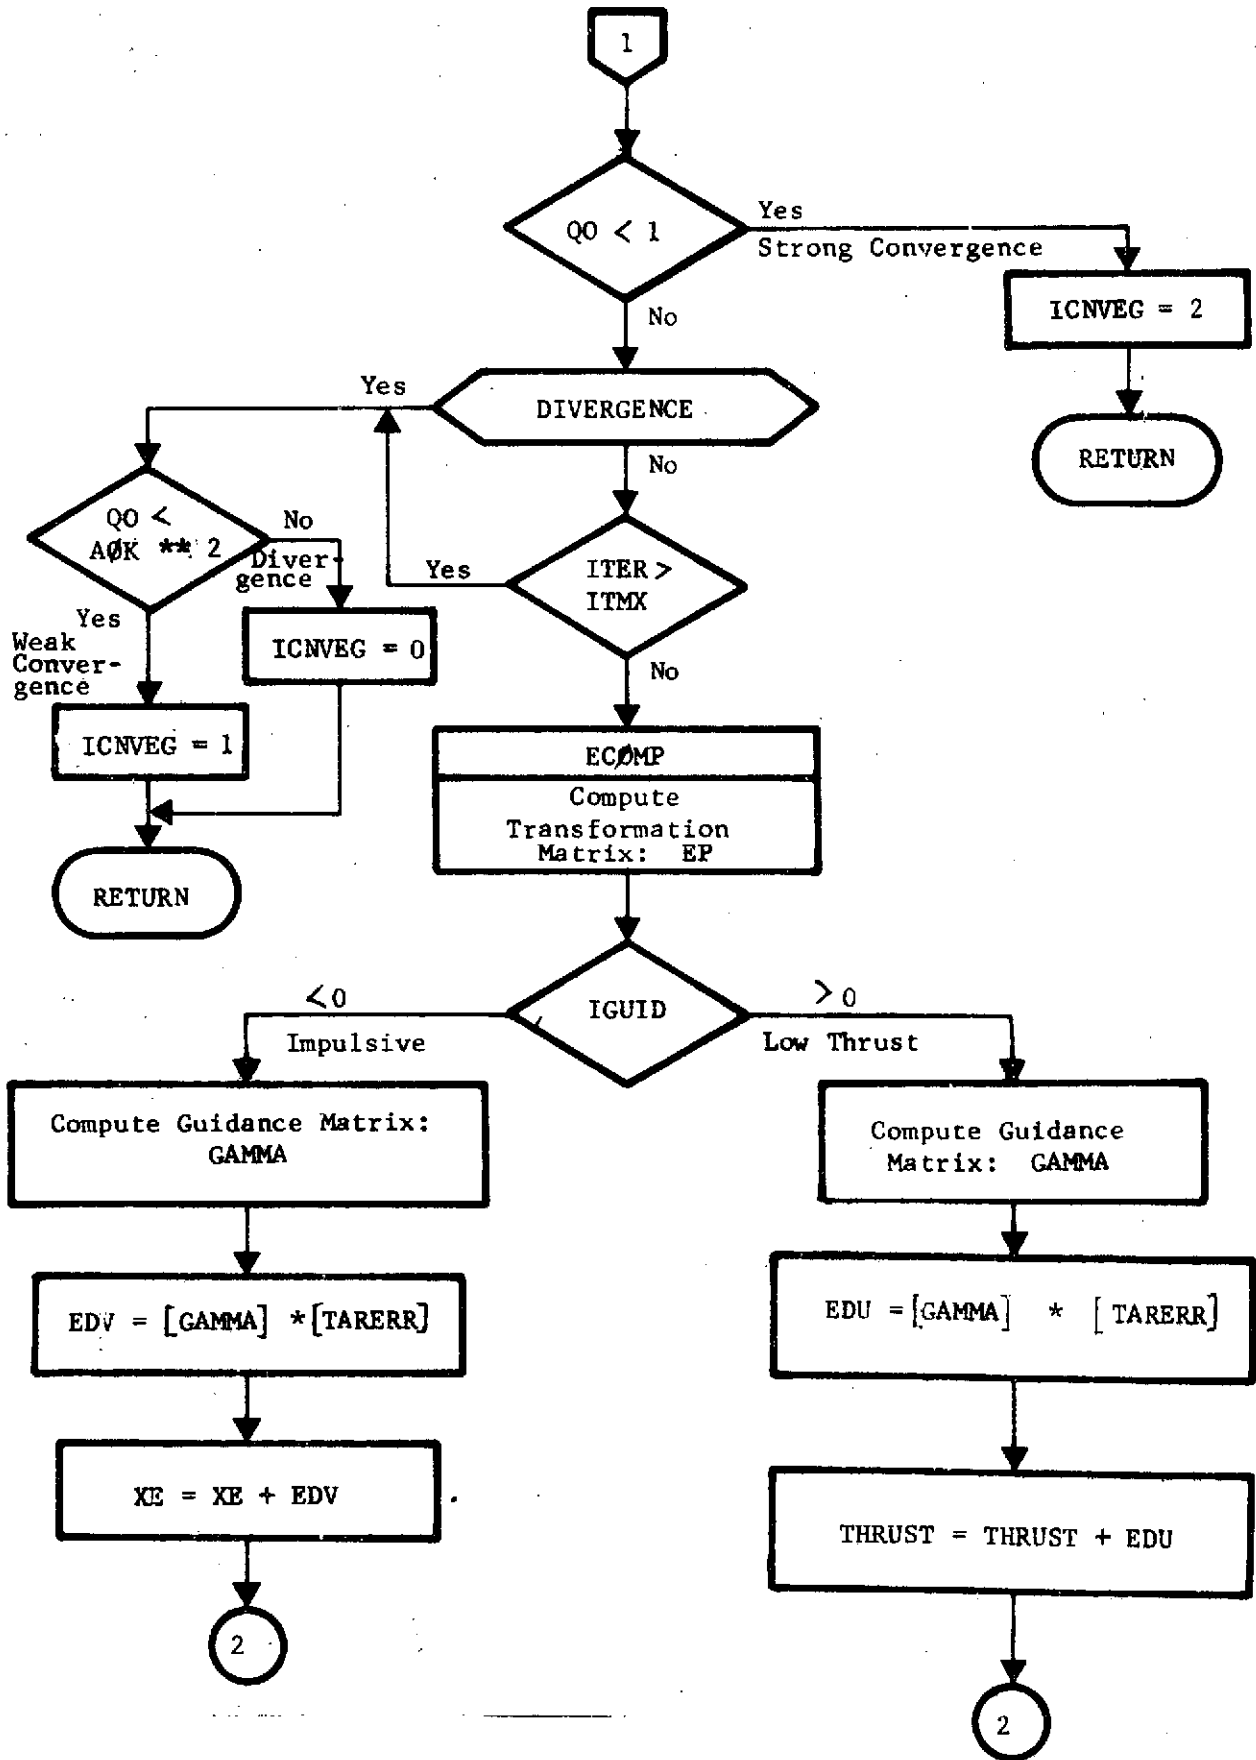 1
QO < 1
Yes
Strong Convergence
No
ICNVEG = 2
RETURN
DIVERGENCE
Yes
No
QO <
AØK ** 2
No
Diver-
gence
Yes
Weak
Conver-
gence
ICNVEG = 0
ICNVEG = 1
RETURN
ITER >
ITMX
Yes
No
ECØMP
Compute
Transformation
Matrix: EP
IGUID
<0
Impulsive
>0
Low Thrust
Compute Guidance Matrix:
GAMMA
EDV = [GAMMA] *[TARERR]
XE = XE + EDV
2
Compute Guidance
Matrix: GAMMA
EDU = [GAMMA] * [TARERR]
THRUST = THRUST + EDU
2